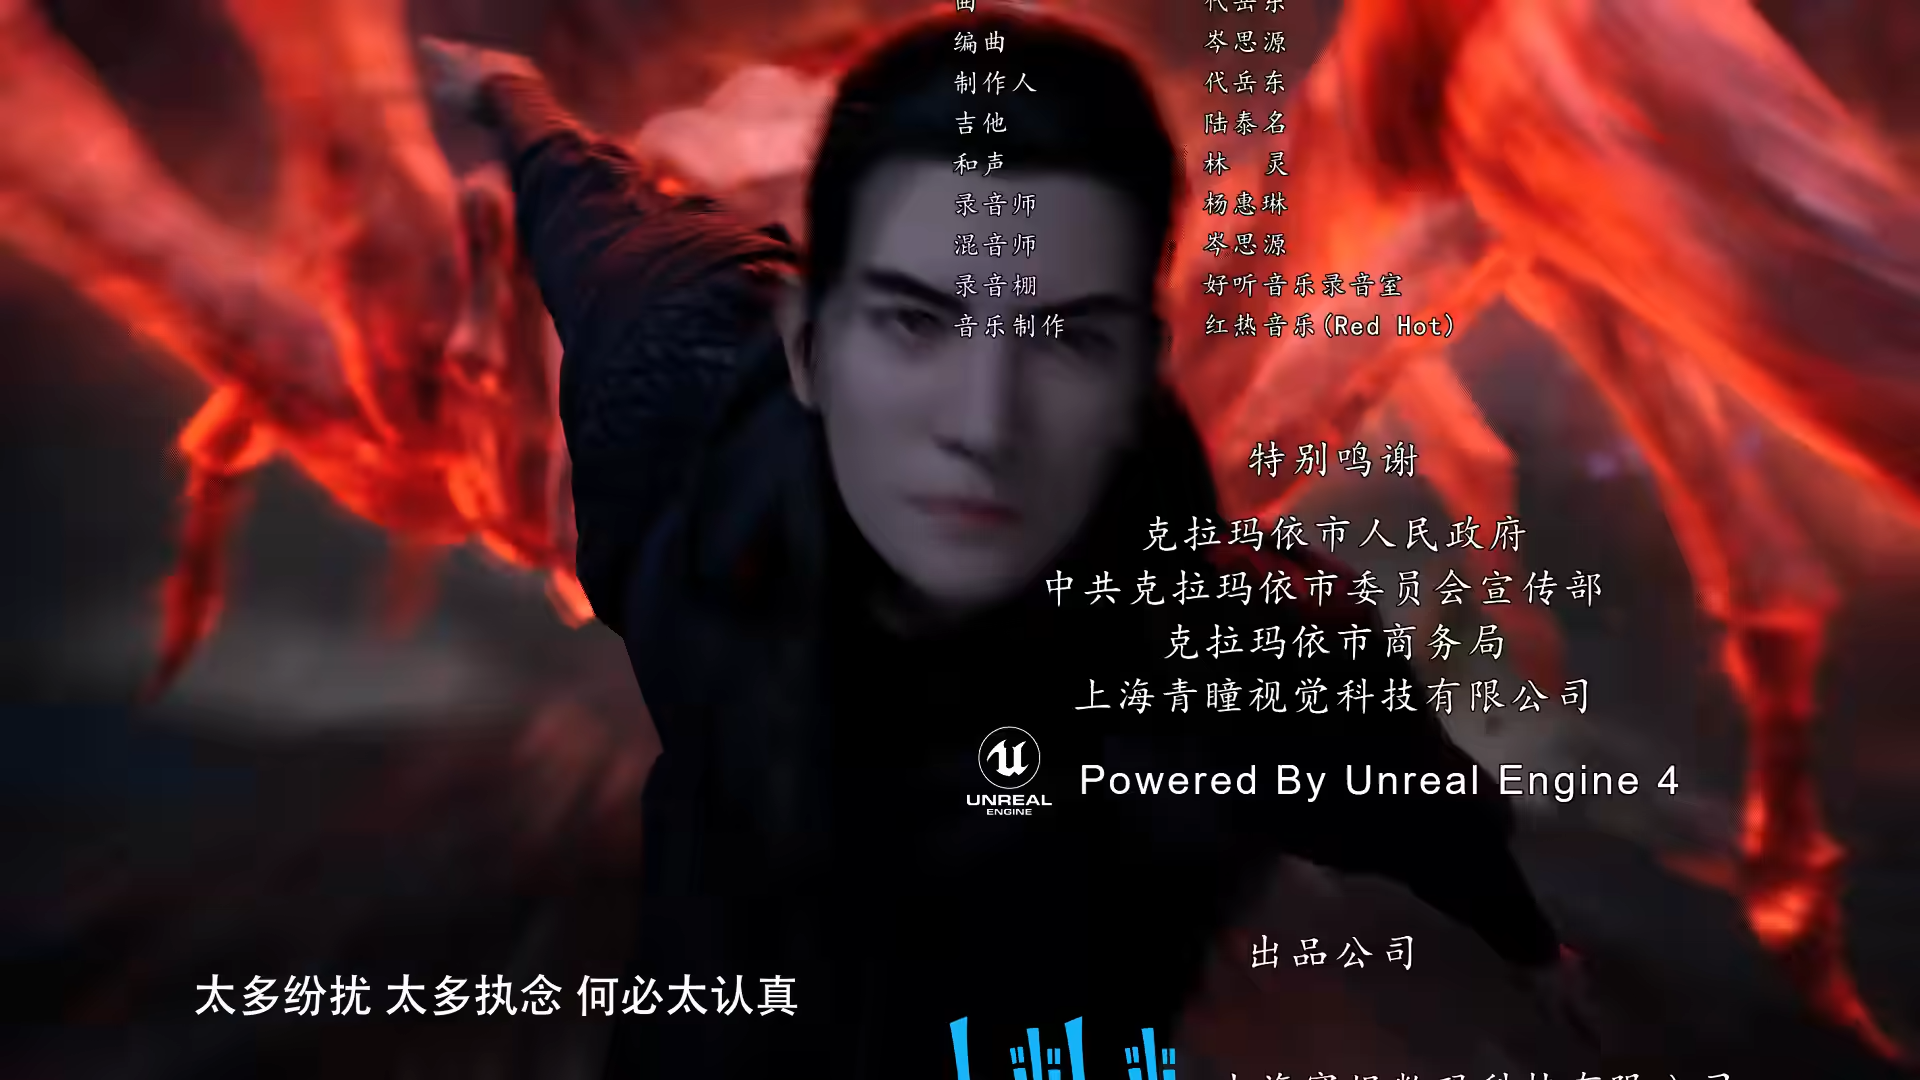 曲 代岳东
编曲 岑思源
制作人 代岳东
吉他 陆泰名
和声 林 灵
录音师 杨惠琳
混音师 岑思源
录音棚 好听音乐录音室
音乐制作 红热音乐(Red Hot)
特别鸣谢
克拉玛依市人民政府
中共克拉玛依市委员会宣传部
克拉玛依市商务局
上海青瞳视觉科技有限公司
UNREAL
ENGINE
Powered By Unreal Engine 4
出品公司
太多纷扰 太多执念 何必太认真